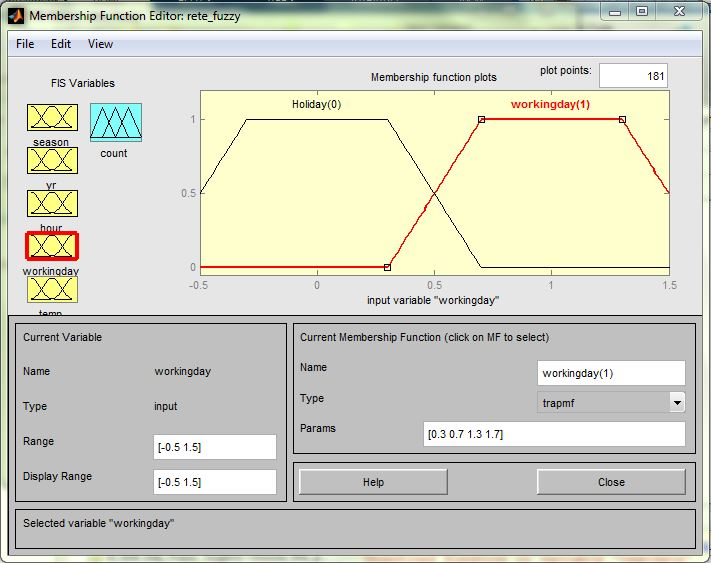 Membership Function Editor: rete_fuzzy
File Edit View
FIS Variables
Membership function plots
plot points: 181
season
count
yr
hour
workingday
temp
Holiday(0)
workingday(1)
1
0.5
0
-0.5 0 0.5 1 1.5
input variable "workingday"
Current Variable
Name workingday
Type input
Range [-0.5 1.5]
Display Range [-0.5 1.5]
Current Membership Function (click on MF to select)
Name workingday(1)
Type trapmf
Params [0.3 0.7 1.3 1.7]
Help Close
Selected variable "workingday"